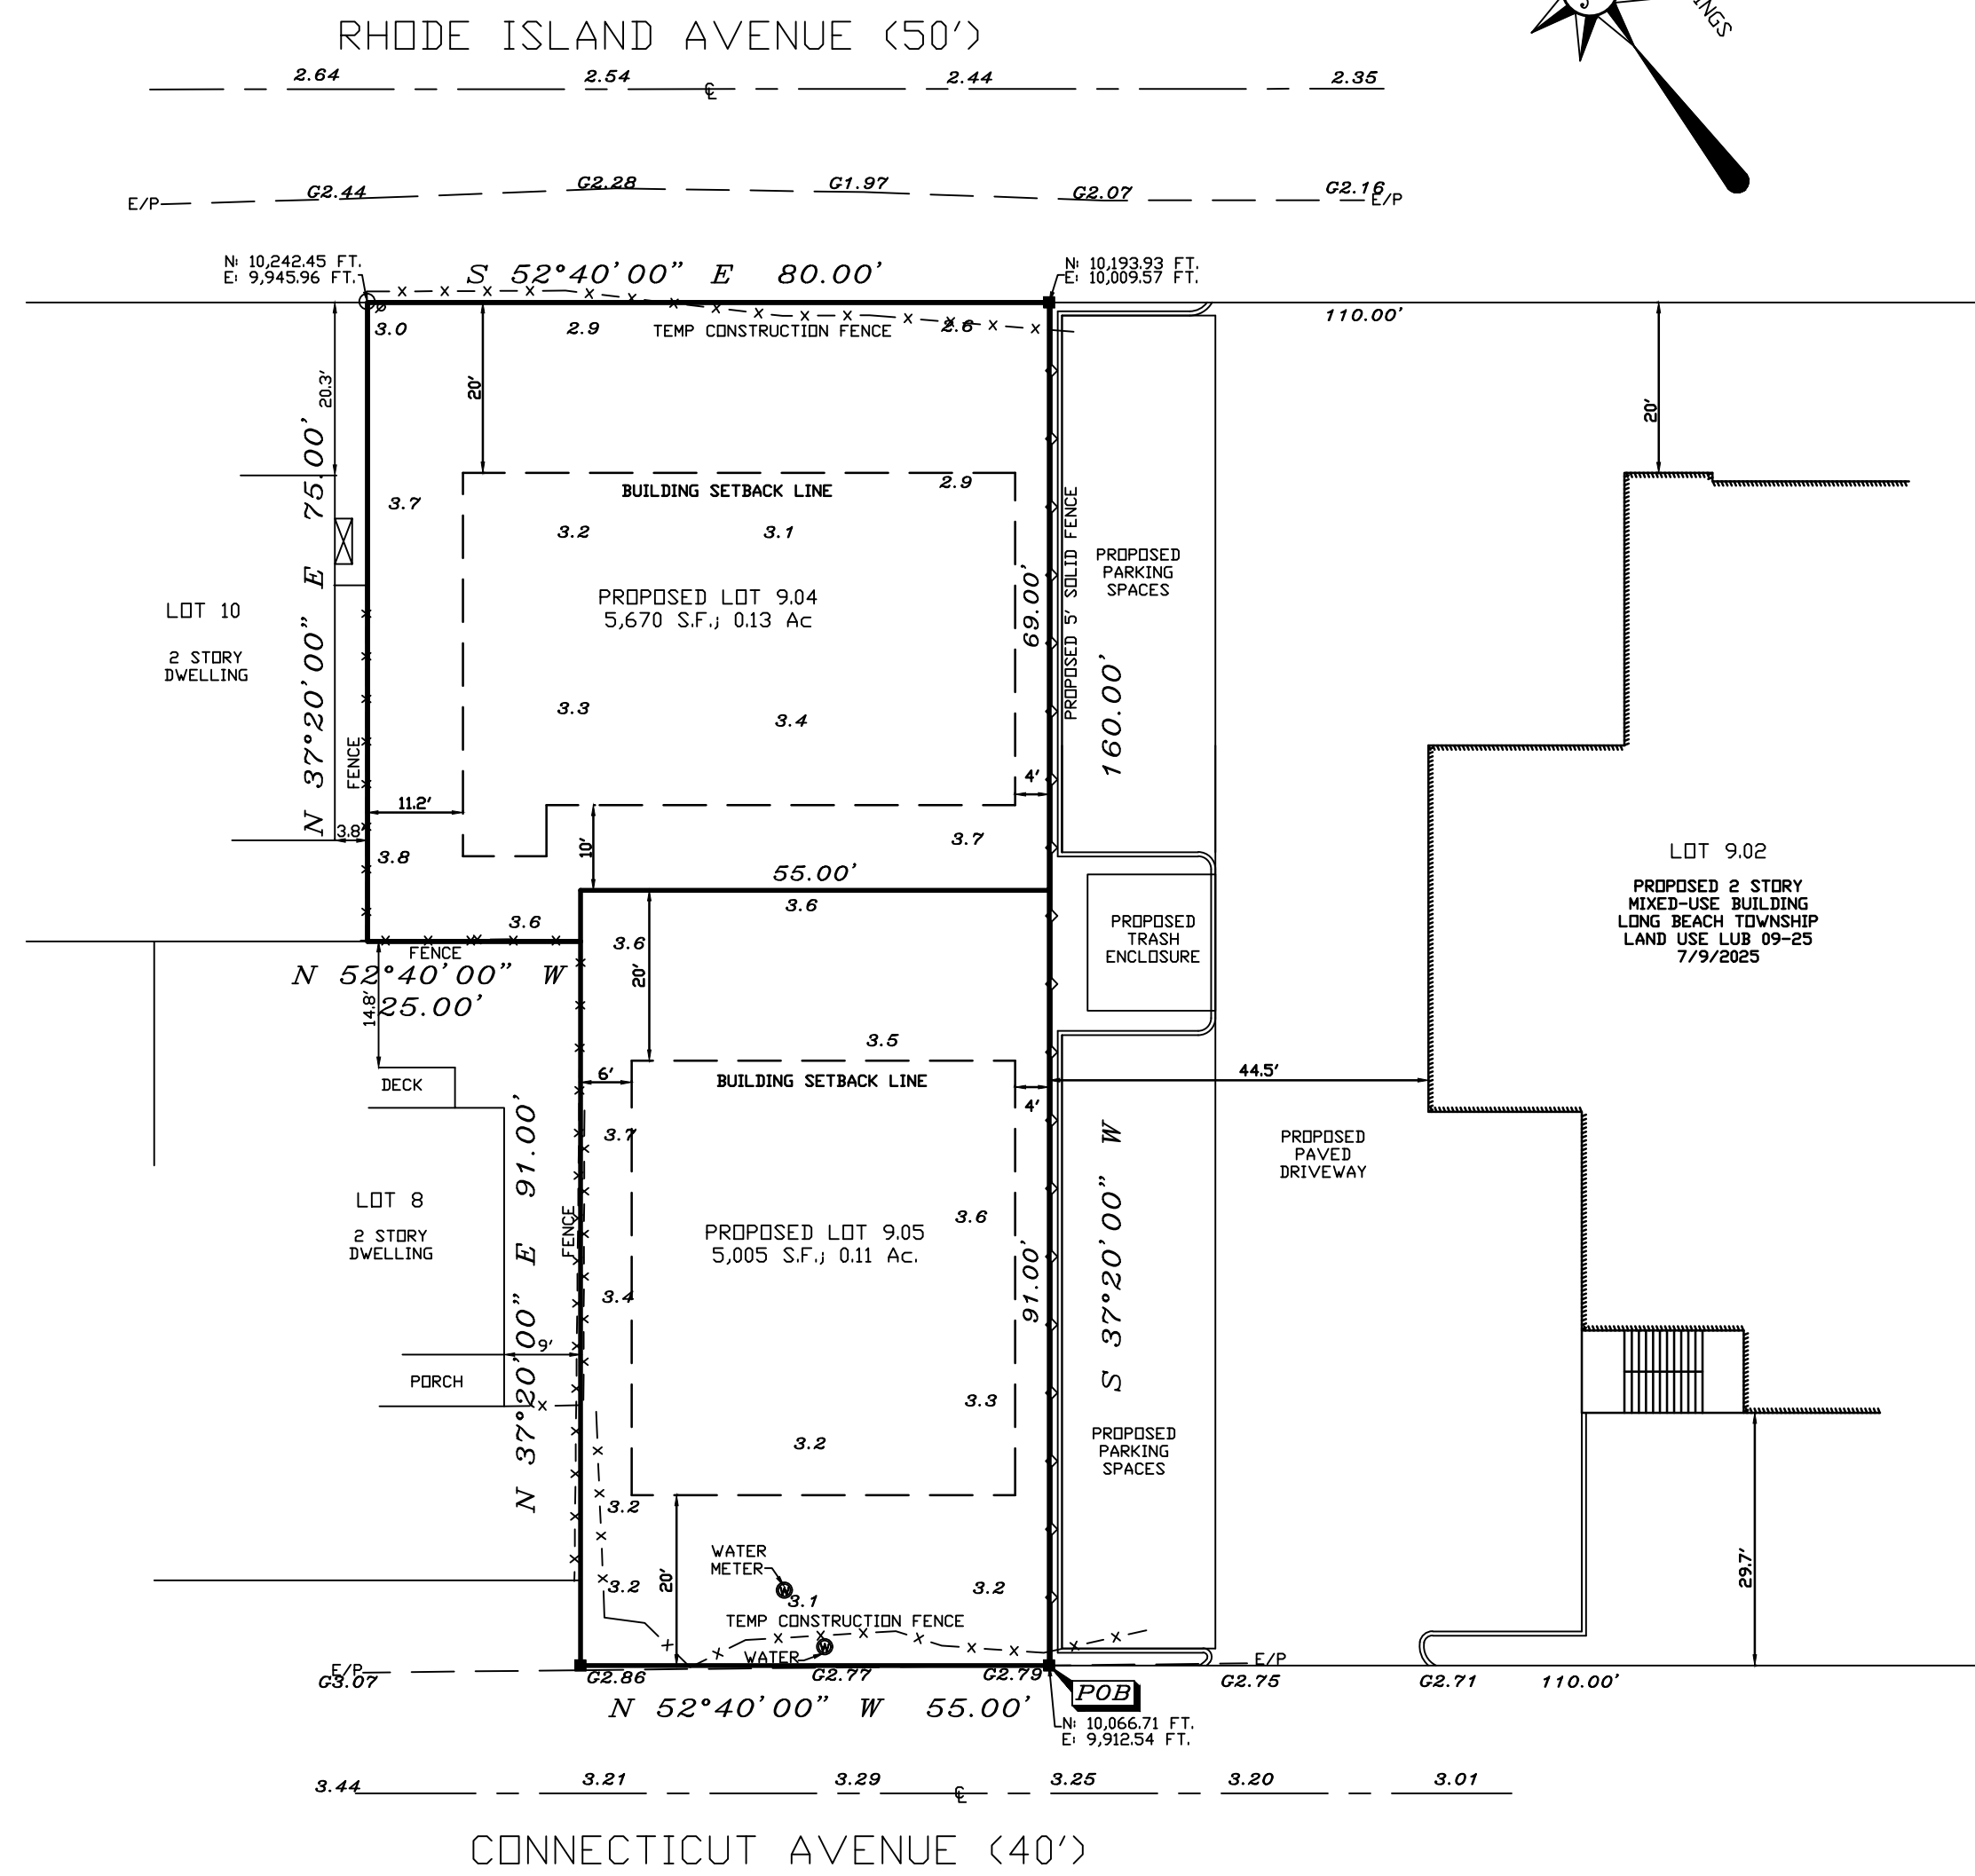 RHODE ISLAND AVENUE (50')
INGS
2.64 2.54 2.44 2.35
℄
G2.44 G2.28 G1.97 G2.07 G2.16
E/P E/P
N: 10,242.45 FT.
E: 9,945.96 FT.
S 52°40'00" E 80.00'
N: 10,193.93 FT.
E: 10,009.57 FT.
3.0 2.9 2.8
TEMP CONSTRUCTION FENCE
110.00'
20.3'
20'
20'
N 37°20'00" E 75.00'
3.7
2.9
BUILDING SETBACK LINE
3.2 3.1
PROPOSED LOT 9.04
5,670 S.F.; 0.13 Ac
69.00'
PROPOSED 5' SOLID FENCE
PROPOSED
PARKING
SPACES
160.00'
LOT 10
2 STORY
DWELLING
3.3 3.4
FENCE
11.2'
4'
3.8'
3.8
10'
3.7
55.00'
3.6
3.6
3.6
FENCE
N 52°40'00" W
25.00'
14.8'
20'
PROPOSED
TRASH
ENCLOSURE
LOT 9.02
PROPOSED 2 STORY
MIXED-USE BUILDING
LONG BEACH TOWNSHIP
LAND USE LUB 09-25
7/9/2025
3.5
DECK
6'
BUILDING SETBACK LINE
4'
44.5'
3.7
N 37°20'00" E 91.00'
LOT 8
2 STORY
DWELLING
FENCE
PROPOSED LOT 9.05
5,005 S.F.; 0.11 Ac.
3.6
91.00'
S 37°20'00" W
PROPOSED
PAVED
DRIVEWAY
3.4
9'
PORCH
3.3
3.2
PROPOSED
PARKING
SPACES
3.2
WATER
METER
W
3.2
20'
3.1
3.2
29.7'
TEMP CONSTRUCTION FENCE
W
WATER
E/P
E/P
G3.07 G2.86 G2.77 G2.79 G2.75 G2.71 110.00'
POB
N 52°40'00" W 55.00'
N: 10,066.71 FT.
E: 9,912.54 FT.
3.44 3.21 3.29 3.25 3.20 3.01
℄
CONNECTICUT AVENUE (40')